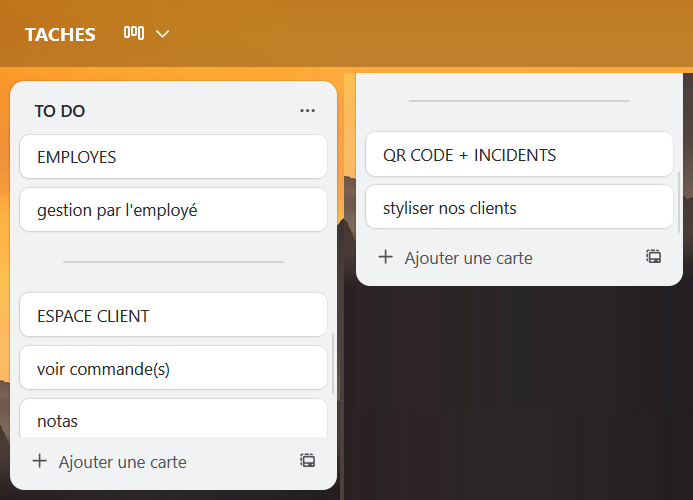 TACHES
TO DO
EMPLOYES
gestion par l'employé
ESPACE CLIENT
voir commande(s)
notas
Ajouter une carte
QR CODE + INCIDENTS
styliser nos clients
Ajouter une carte